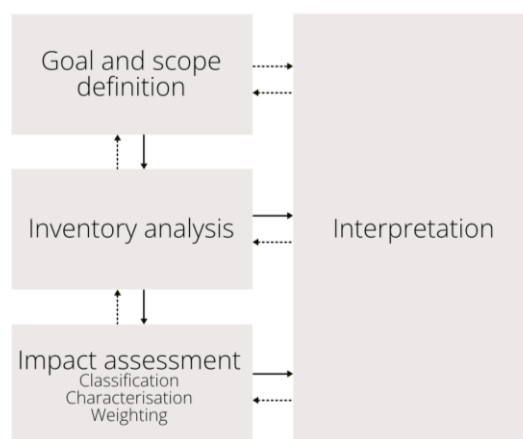 Goal and scope
definition
Inventory analysis
Interpretation
Impact assessment
Classification
Characterisation
Weighting